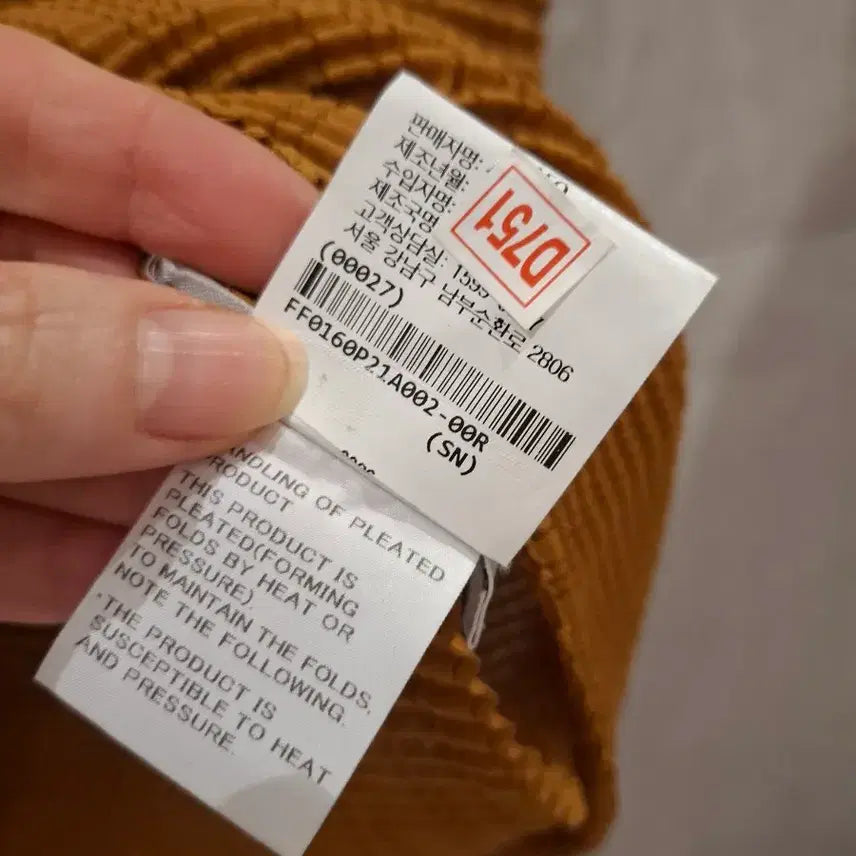 판매자명:
제조년월:
수입자명:
제조국명
고객상담실: 1599
서울 강남구 남부순환로 2806
(00027)
D751
FF0160P21A002-00R
(SN)
HANDLING OF PLEATED
PRODUCT
THIS PRODUCT IS
PLEATED(FORMING
FOLDS BY HEAT OR
PRESSURE)
TO MAINTAIN THE FOLDS,
NOTE THE FOLLOWING.
·THE PRODUCT IS
SUSCEPTIBLE TO HEAT
AND PRESSURE.